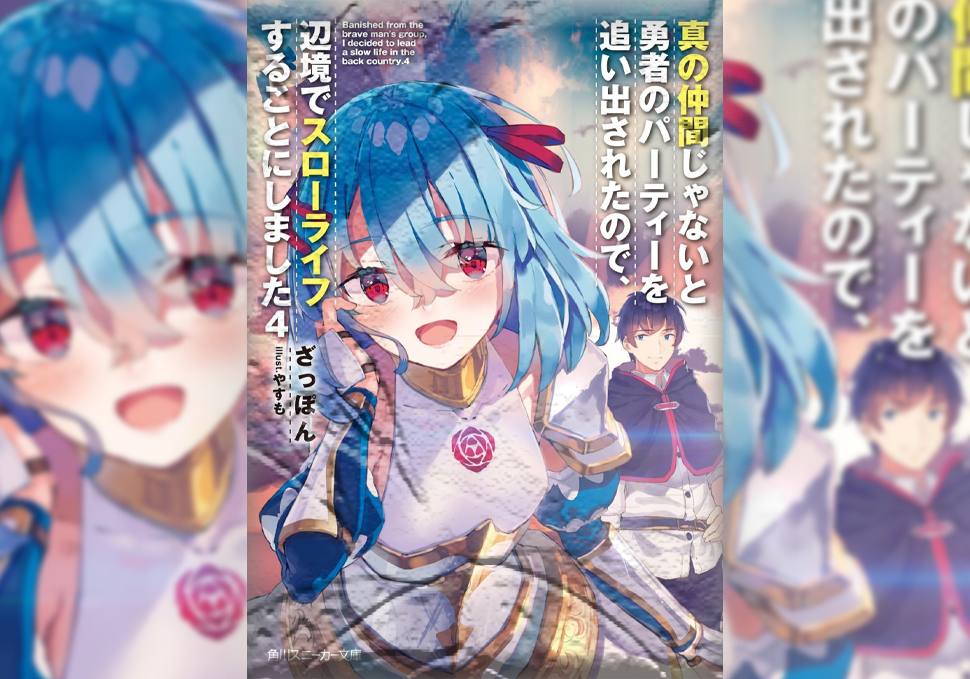 真の仲間じゃないと
勇者のパーティーを
追い出されたので、
辺境でスローライフ
することにしました4
Banished from the
brave man's group,
I decided to lead
a slow life in the
back country.4
ざっぽん
illust.やすも
角川スニーカー文庫